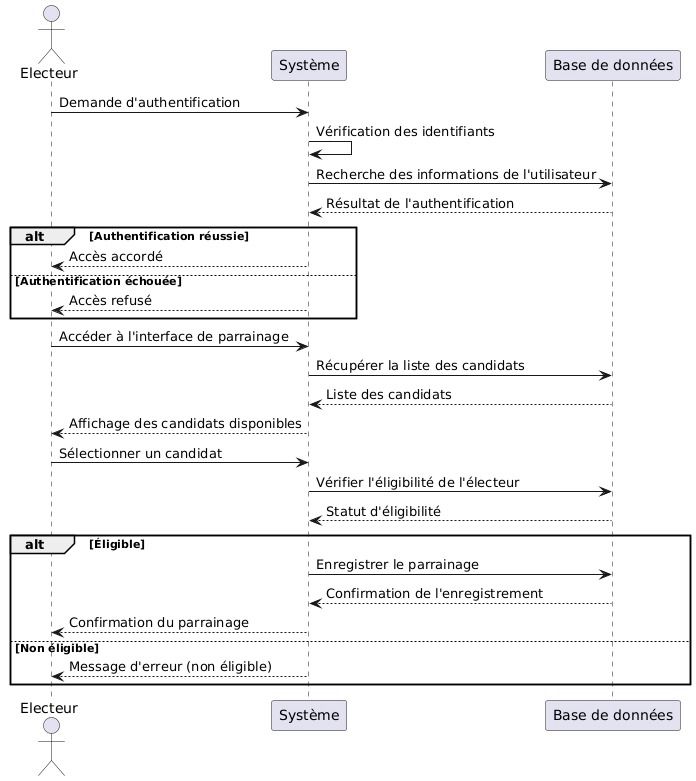 Electeur
Système
Base de données
Demande d'authentification
Vérification des identifiants
Recherche des informations de l'utilisateur
Résultat de l'authentification
alt [Authentification réussie]
Accès accordé
[Authentification échouée]
Accès refusé
Accéder à l'interface de parrainage
Récupérer la liste des candidats
Liste des candidats
Affichage des candidats disponibles
Sélectionner un candidat
Vérifier l'éligibilité de l'électeur
Statut d'éligibilité
alt [Éligible]
Enregistrer le parrainage
Confirmation de l'enregistrement
Confirmation du parrainage
[Non éligible]
Message d'erreur (non éligible)
Electeur
Système
Base de données